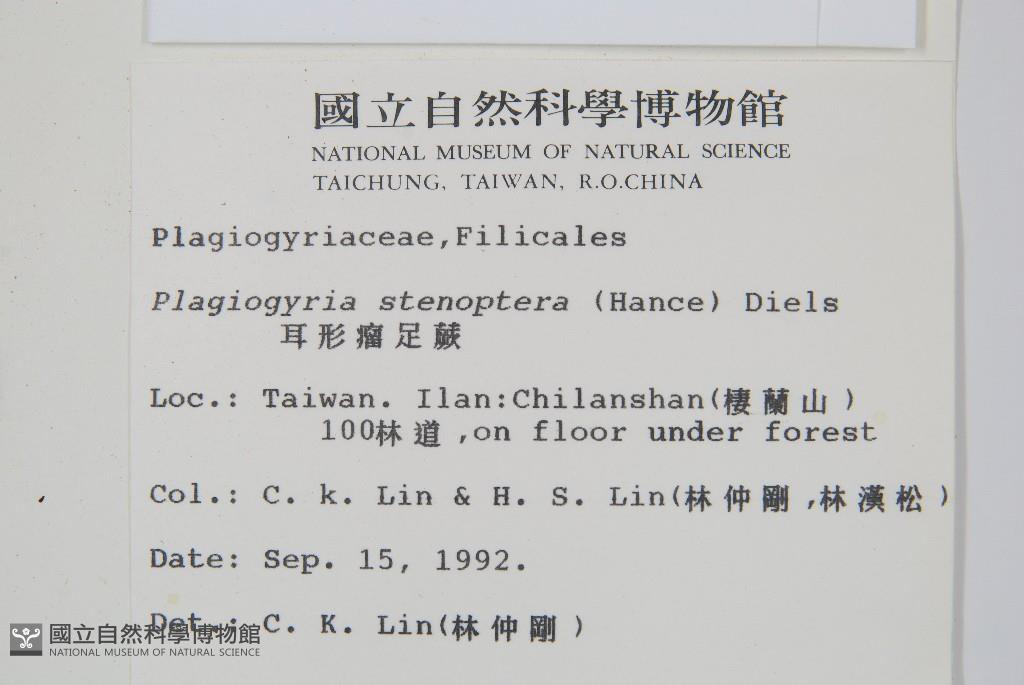 國立自然科學博物館
NATIONAL MUSEUM OF NATURAL SCIENCE
TAICHUNG, TAIWAN, R.O.CHINA
Plagiogyriaceae,Filicales
Plagiogyria stenoptera (Hance) Diels
耳形瘤足蕨
Loc.: Taiwan. Ilan:Chilanshan(棲蘭山)
100林道,on floor under forest
Col.: C. k. Lin & H. S. Lin(林仲剛,林漢松)
Date: Sep. 15, 1992.
Det.: C. K. Lin(林仲剛)
國立自然科學博物館
NATIONAL MUSEUM OF NATURAL SCIENCE